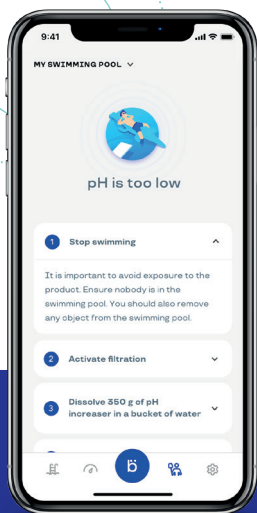 9:41
MY SWIMMING POOL
pH is too low
1 Stop swimming
It is important to avoid exposure to the
product. Ensure nobody is in the
swimming pool. You should also remove
any object from the swimming pool.
2 Activate filtration
3 Dissolve 350 g of pH
increaser in a bucket of water
b̈